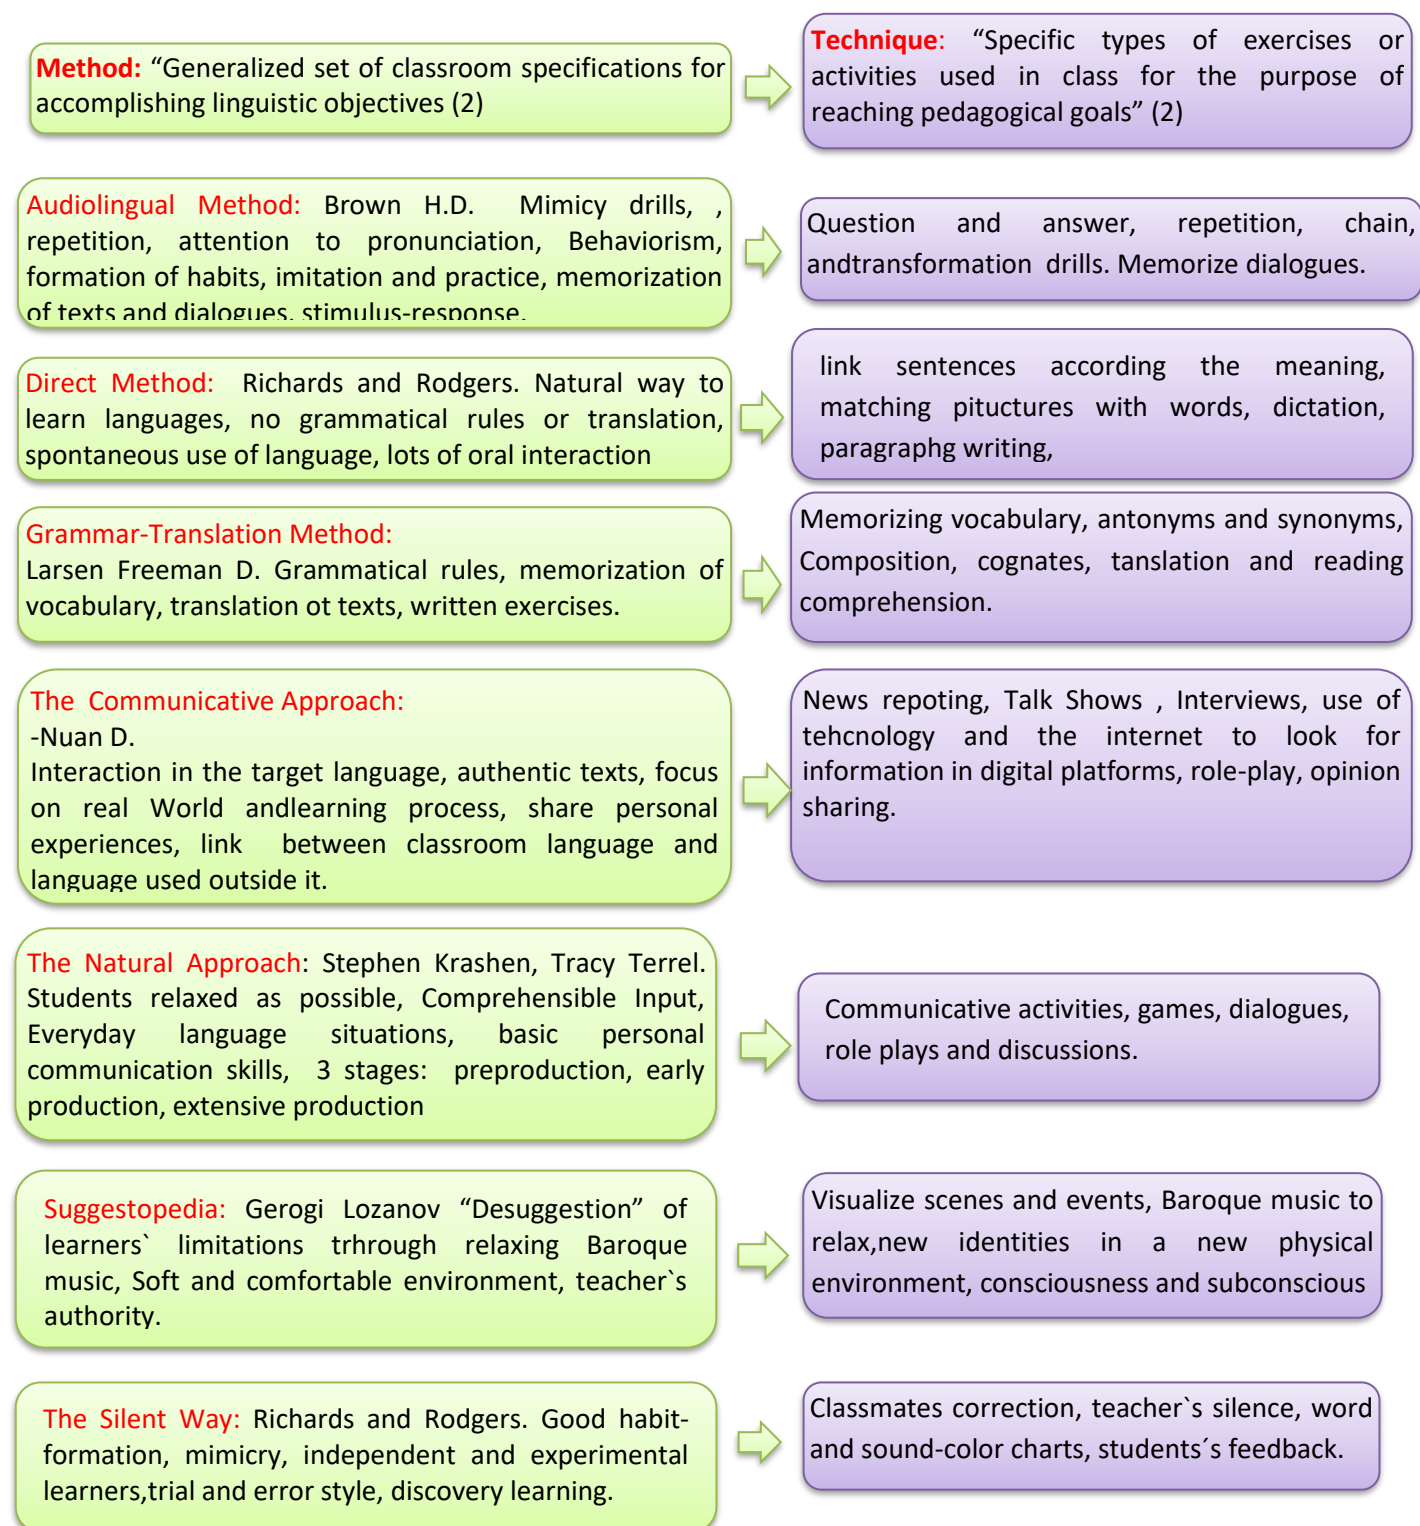 Method: “Generalized set of classroom specifications for
accomplishing linguistic objectives (2)
Technique: “Specific types of exercises or
activities used in class for the purpose of
reaching pedagogical goals” (2)
Audiolingual Method: Brown H.D. Mimicy drills, ,
repetition, attention to pronunciation, Behaviorism,
formation of habits, imitation and practice, memorization
of texts and dialogues, stimulus-response.
Question and answer, repetition, chain,
andtransformation drills. Memorize dialogues.
Direct Method: Richards and Rodgers. Natural way to
learn languages, no grammatical rules or translation,
spontaneous use of language, lots of oral interaction
link sentences according the meaning,
matching pituctures with words, dictation,
paragraphg writing,
Grammar-Translation Method:
Larsen Freeman D. Grammatical rules, memorization of
vocabulary, translation ot texts, written exercises.
Memorizing vocabulary, antonyms and synonyms,
Composition, cognates, tanslation and reading
comprehension.
The Communicative Approach:
-Nuan D.
Interaction in the target language, authentic texts, focus
on real World andlearning process, share personal
experiences, link between classroom language and
language used outside it.
News repoting, Talk Shows , Interviews, use of
tehcnology and the internet to look for
information in digital platforms, role-play, opinion
sharing.
The Natural Approach: Stephen Krashen, Tracy Terrel.
Students relaxed as possible, Comprehensible Input,
Everyday language situations, basic personal
communication skills, 3 stages: preproduction, early
production, extensive production
Communicative activities, games, dialogues,
role plays and discussions.
Suggestopedia: Gerogi Lozanov “Desuggestion” of
learners` limitations trhrough relaxing Baroque
music, Soft and comfortable environment, teacher`s
authority.
Visualize scenes and events, Baroque music to
relax,new identities in a new physical
environment, consciousness and subconscious
The Silent Way: Richards and Rodgers. Good habit-
formation, mimicry, independent and experimental
learners,trial and error style, discovery learning.
Classmates correction, teacher`s silence, word
and sound-color charts, students´s feedback.